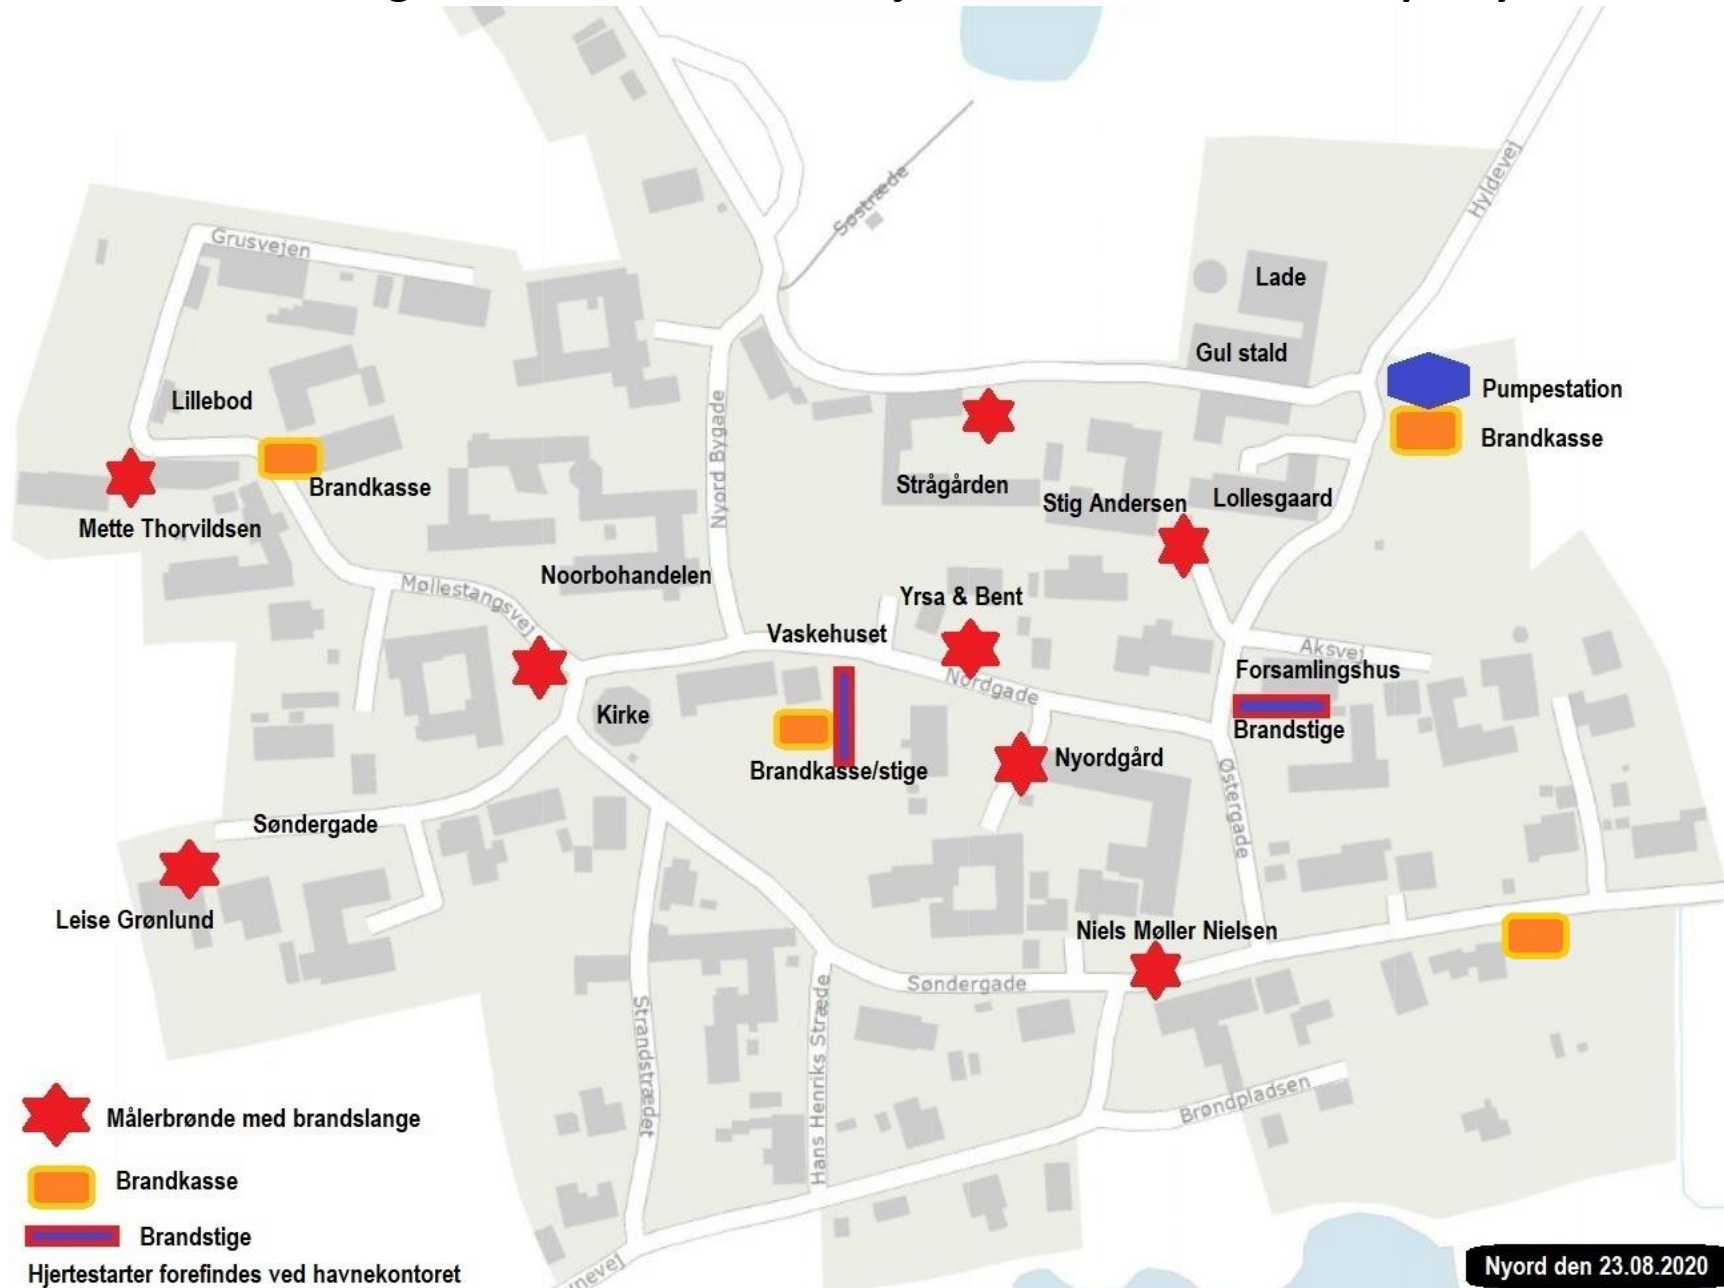 Hyldevej
Søstræde
Grusvejen
Lade
Gul stald
Lillebod
Pumpestation
Brandkasse
Nyord Bygade
Brandkasse
Strågården
Stig Andersen
Lollesgaard
Mette Thorvildsen
Noorbohandelen
Møllestangsvej
Yrsa & Bent
Vaskehuset
Aksvej
Forsamlingshus
Nordgade
Kirke
Brandstige
Nyordgård
Brandkasse/stige
Østergade
Søndergade
Leise Grønlund
Niels Møller Nielsen
Søndergade
Strandstrædet
Hans Henriks Stræde
Brøndpladsen
Målerbrønde med brandslange
Brandkasse
Brandstige
Hjertestarter forefindes ved havnekontoret
Nyord den 23.08.2020